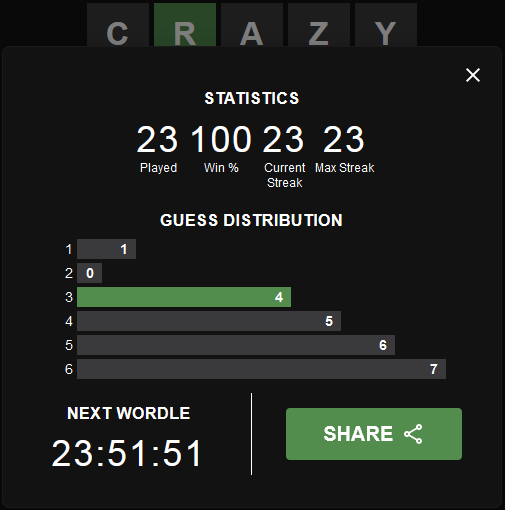 C R A Z Y
STATISTICS
23 100 23 23
Played Win % Current Max Streak
Streak
GUESS DISTRIBUTION
1 1
2 0
3 4
4 5
5 6
6 7
NEXT WORDLE
23:51:51
SHARE